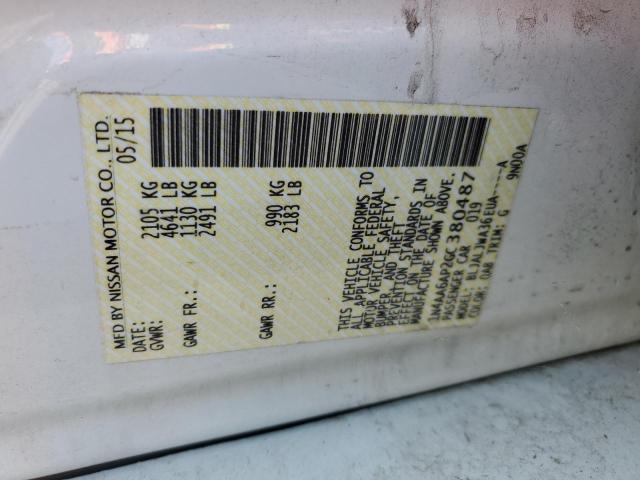 MFD BY NISSAN MOTOR CO., LTD.
DATE: 05/15
GVWR: 2105 KG
4641 LB
GAWR FR.: 1130 KG
2491 LB
GAWR RR.: 990 KG
2183 LB
THIS VEHICLE CONFORMS TO
ALL APPLICABLE FEDERAL
MOTOR VEHICLE SAFETY,
BUMPER, AND THEFT
PREVENTION STANDARDS IN
EFFECT ON THE DATE OF
MANUFACTURE SHOWN ABOVE.
1N4AA6AP2GC380487
PASSENGER CAR 019
MODEL: BLJALJWA36EUA----A
COLOR: QAB TRIM: G 9N00A